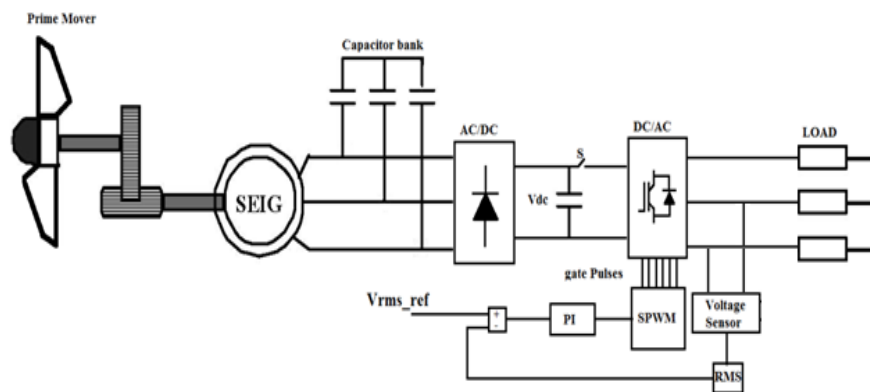 Prime Mover
Capacitor bank
AC/DC
DC/AC
LOAD
S
SEIG
Vdc
gate Pulses
Vrms_ref
+
-
PI
SPWM
Voltage
Sensor
RMS